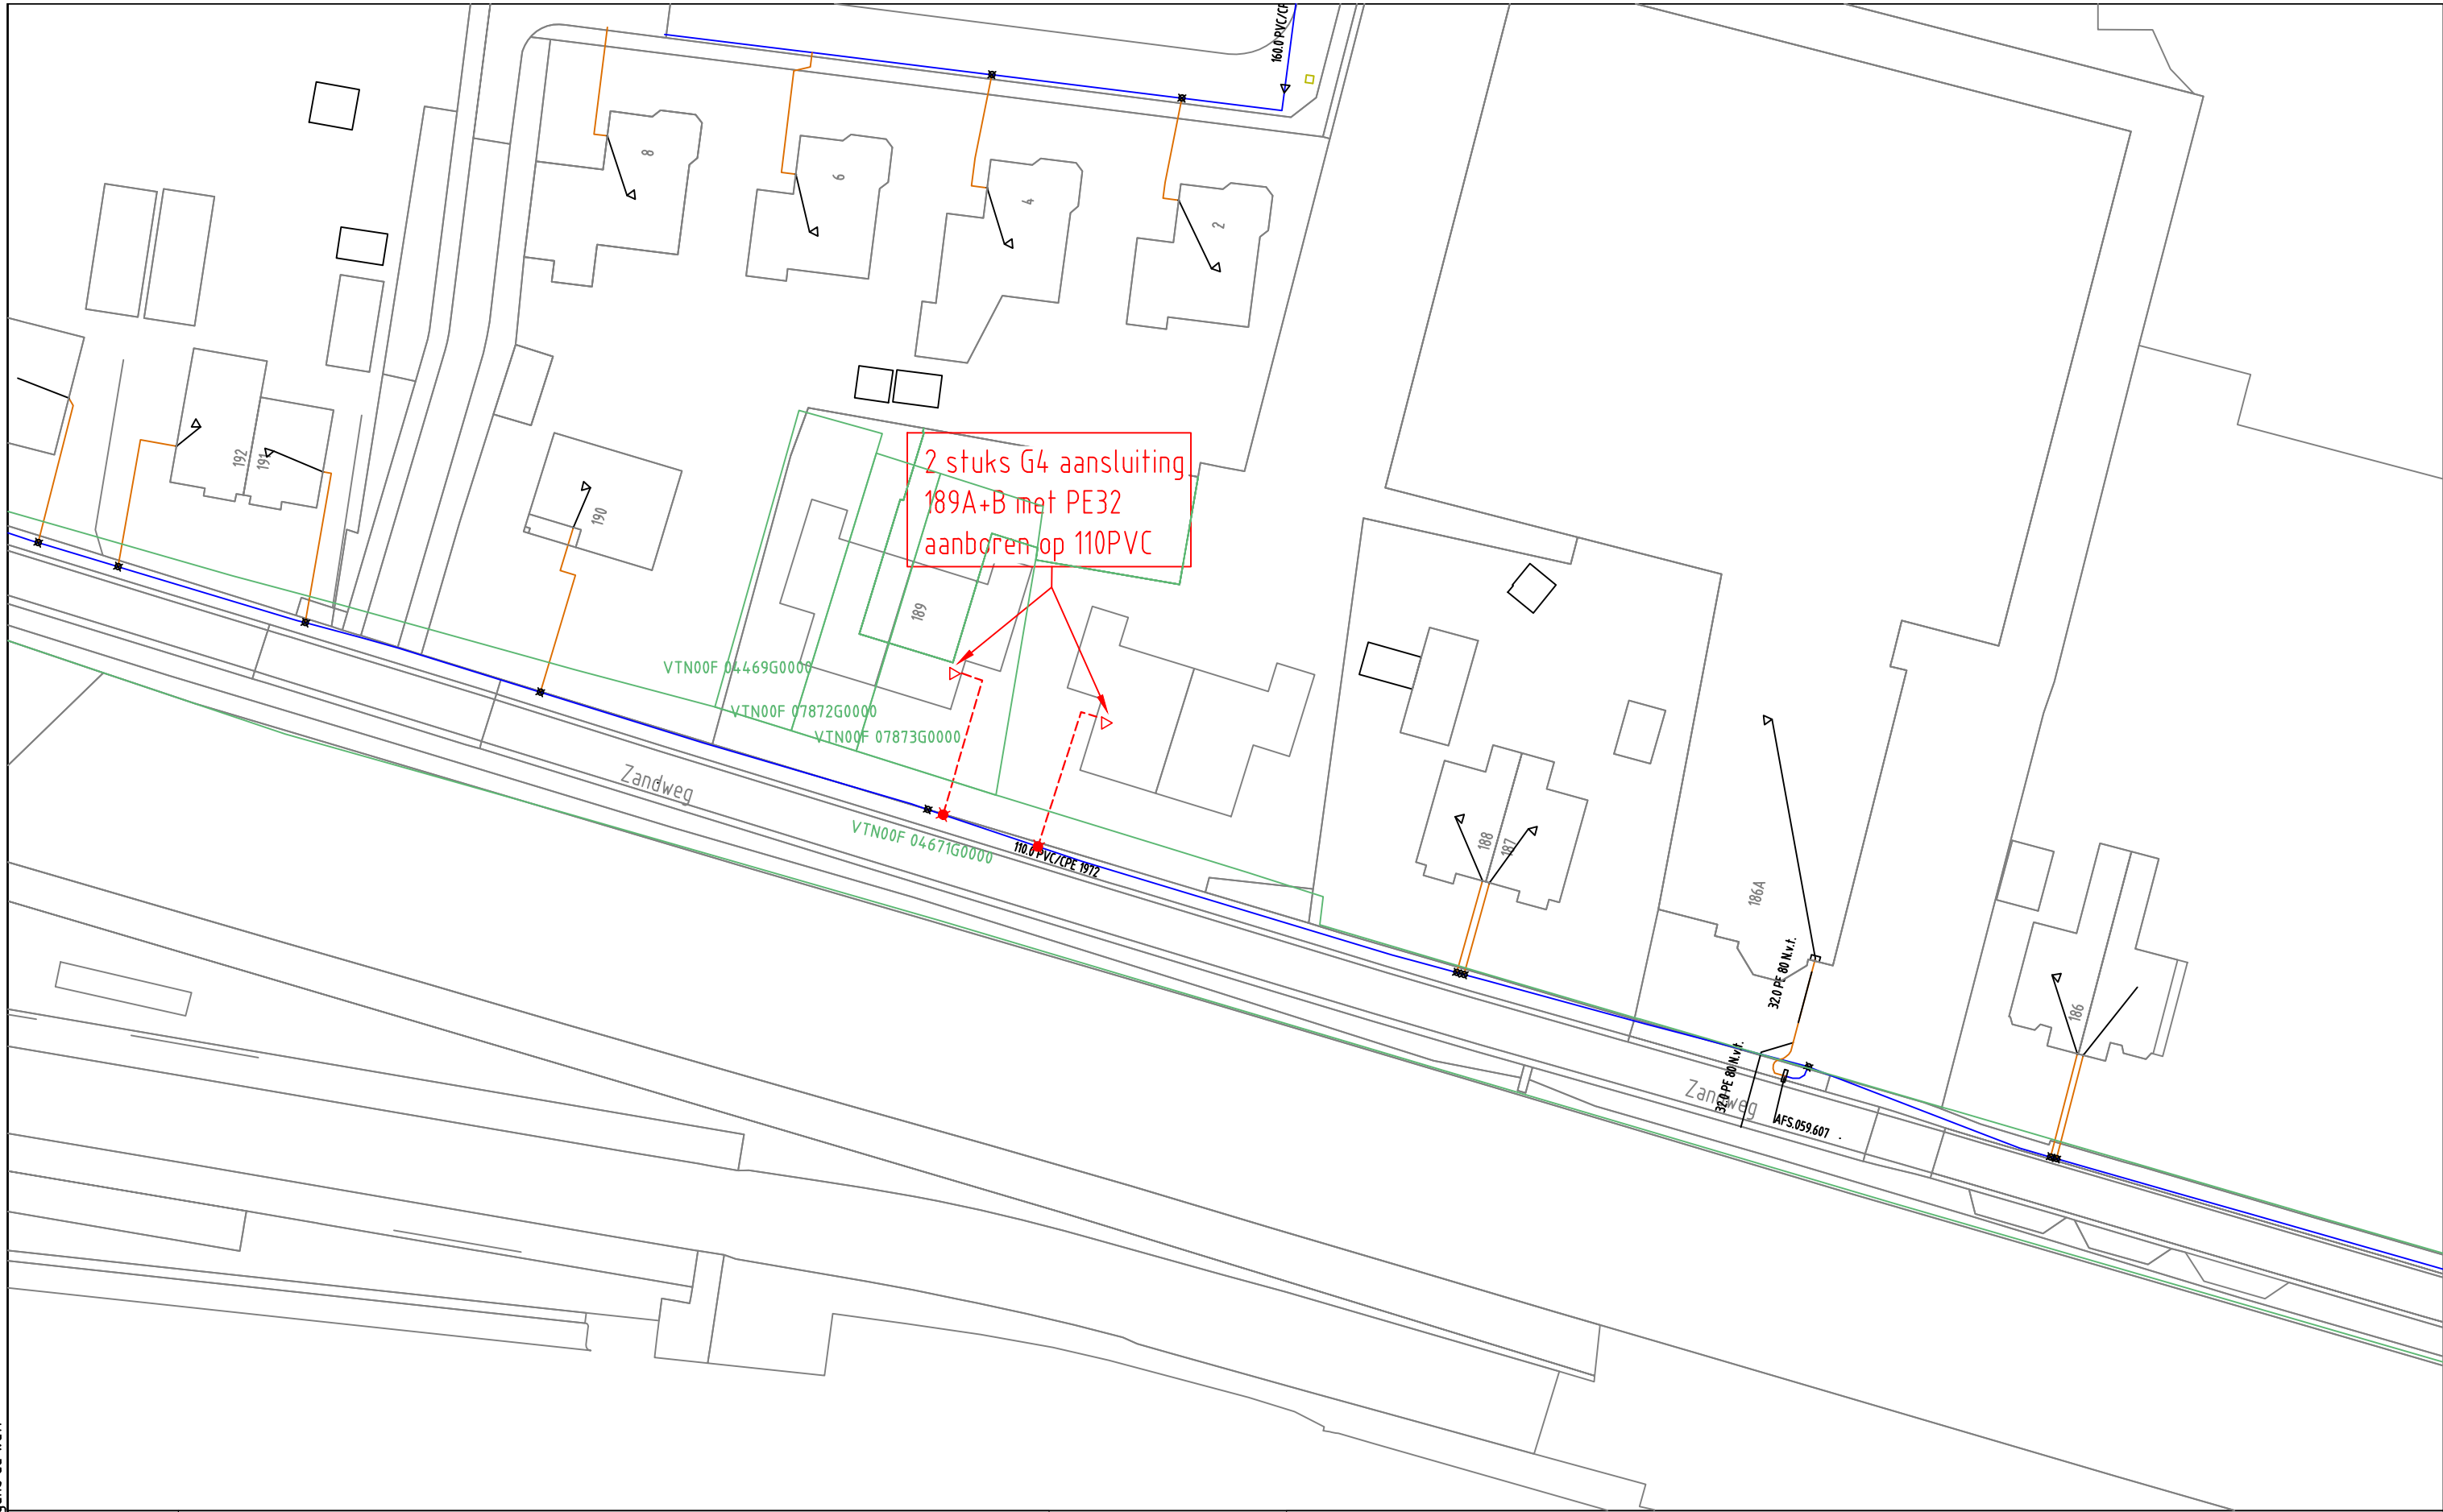 160.0 PVC/CP
8
6
4
2
2 stuks G4 aansluiting
189A+B met PE32
aanboren op 110PVC
192
191
190
189
VTN00F 04469G0000
VTN00F 07872G0000
VTN00F 07873G0000
Zandweg
VTN00F 04671G0000
110.0 PVC/CPE 1972
188
187
186A
32.0 PE 80 N.v.t.
186
32.0 PE 80 N.v.t.
Zandweg
AFS.059.607